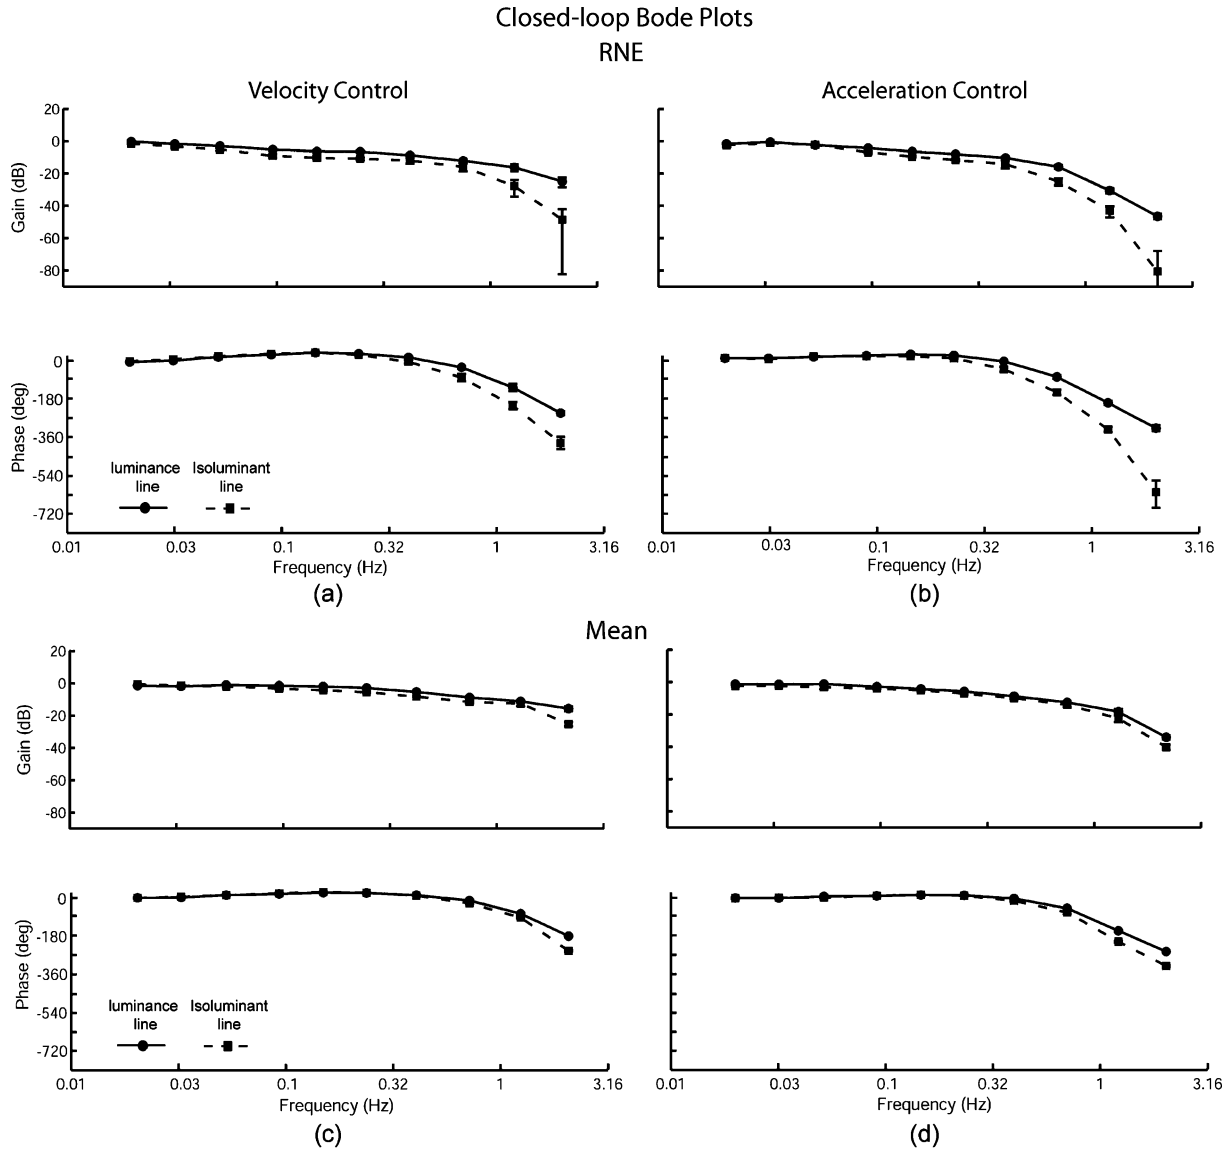 Closed-loop Bode Plots
RNE
Velocity Control
Acceleration Control
20
0
-20
-40
-60
-80
Gain (dB)
0
-180
-360
-540
-720
Phase (deg)
luminance line
Isoluminant line
0.01 0.03 0.1 0.32 1 3.16
Frequency (Hz)
(a)
0.01 0.03 0.1 0.32 1 3.16
Frequency (Hz)
(b)
Mean
20
0
-20
-40
-60
-80
Gain (dB)
0
-180
-360
-540
-720
Phase (deg)
luminance line
Isoluminant line
0.01 0.03 0.1 0.32 1 3.16
Frequency (Hz)
(c)
0.01 0.03 0.1 0.32 1 3.16
Frequency (Hz)
(d)